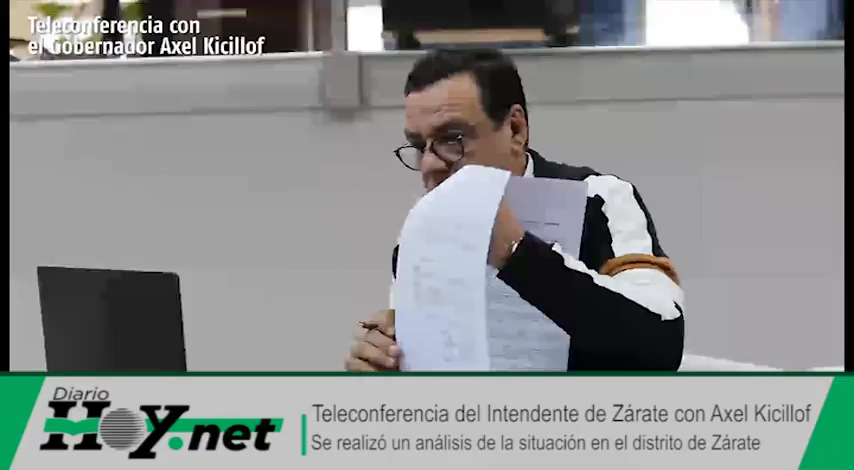 Teleconferencia con
el Gobernador Axel Kicillof
Diario
HOY.net
Teleconferencia del Intendente de Zárate con Axel Kicillof
Se realizó un análisis de la situación en el distrito de Zárate